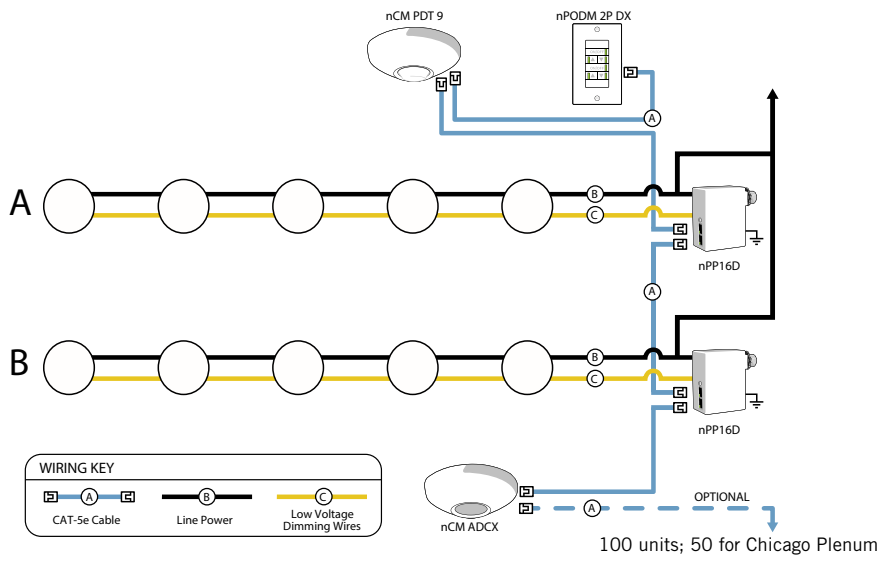 nCM PDT 9
nPODM 2P DX
A
A
B
C
nPP16D
A
B
B
C
nPP16D
WIRING KEY
A
B
C
CAT-5e Cable
Line Power
Low Voltage
Dimming Wires
nCM ADCX
A
OPTIONAL
100 units; 50 for Chicago Plenum